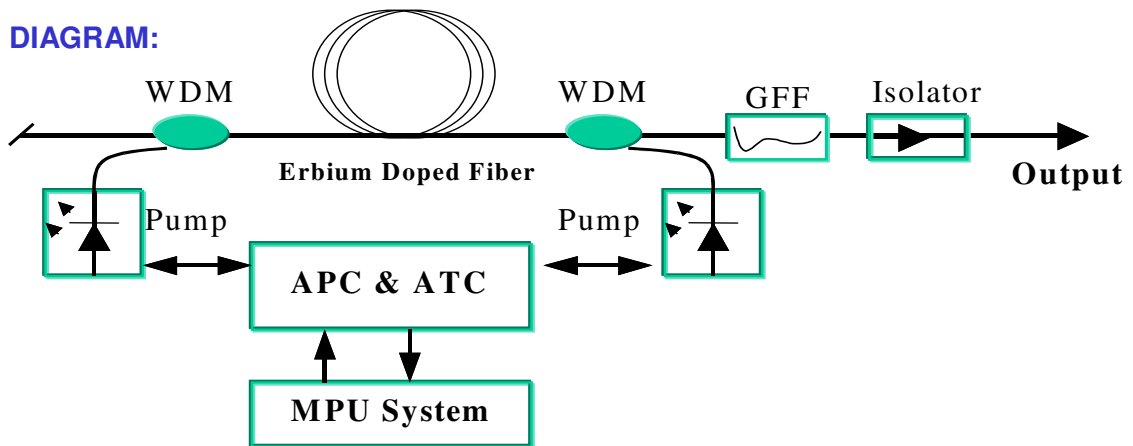 DIAGRAM:
WDM
WDM
GFF
Isolator
Erbium Doped Fiber
Output
Pump
Pump
APC & ATC
MPU System